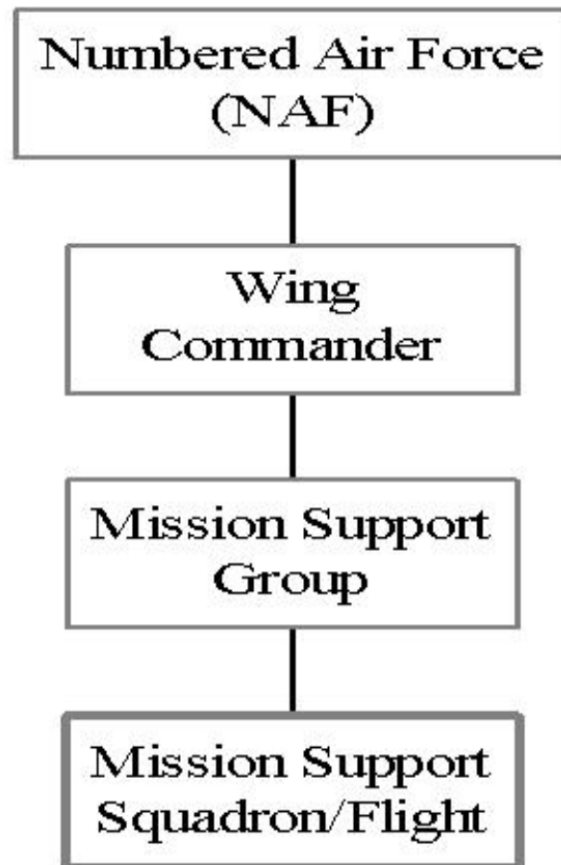 Numbered Air Force
(NAF)
Wing
Commander
Mission Support
Group
Mission Support
Squadron/Flight